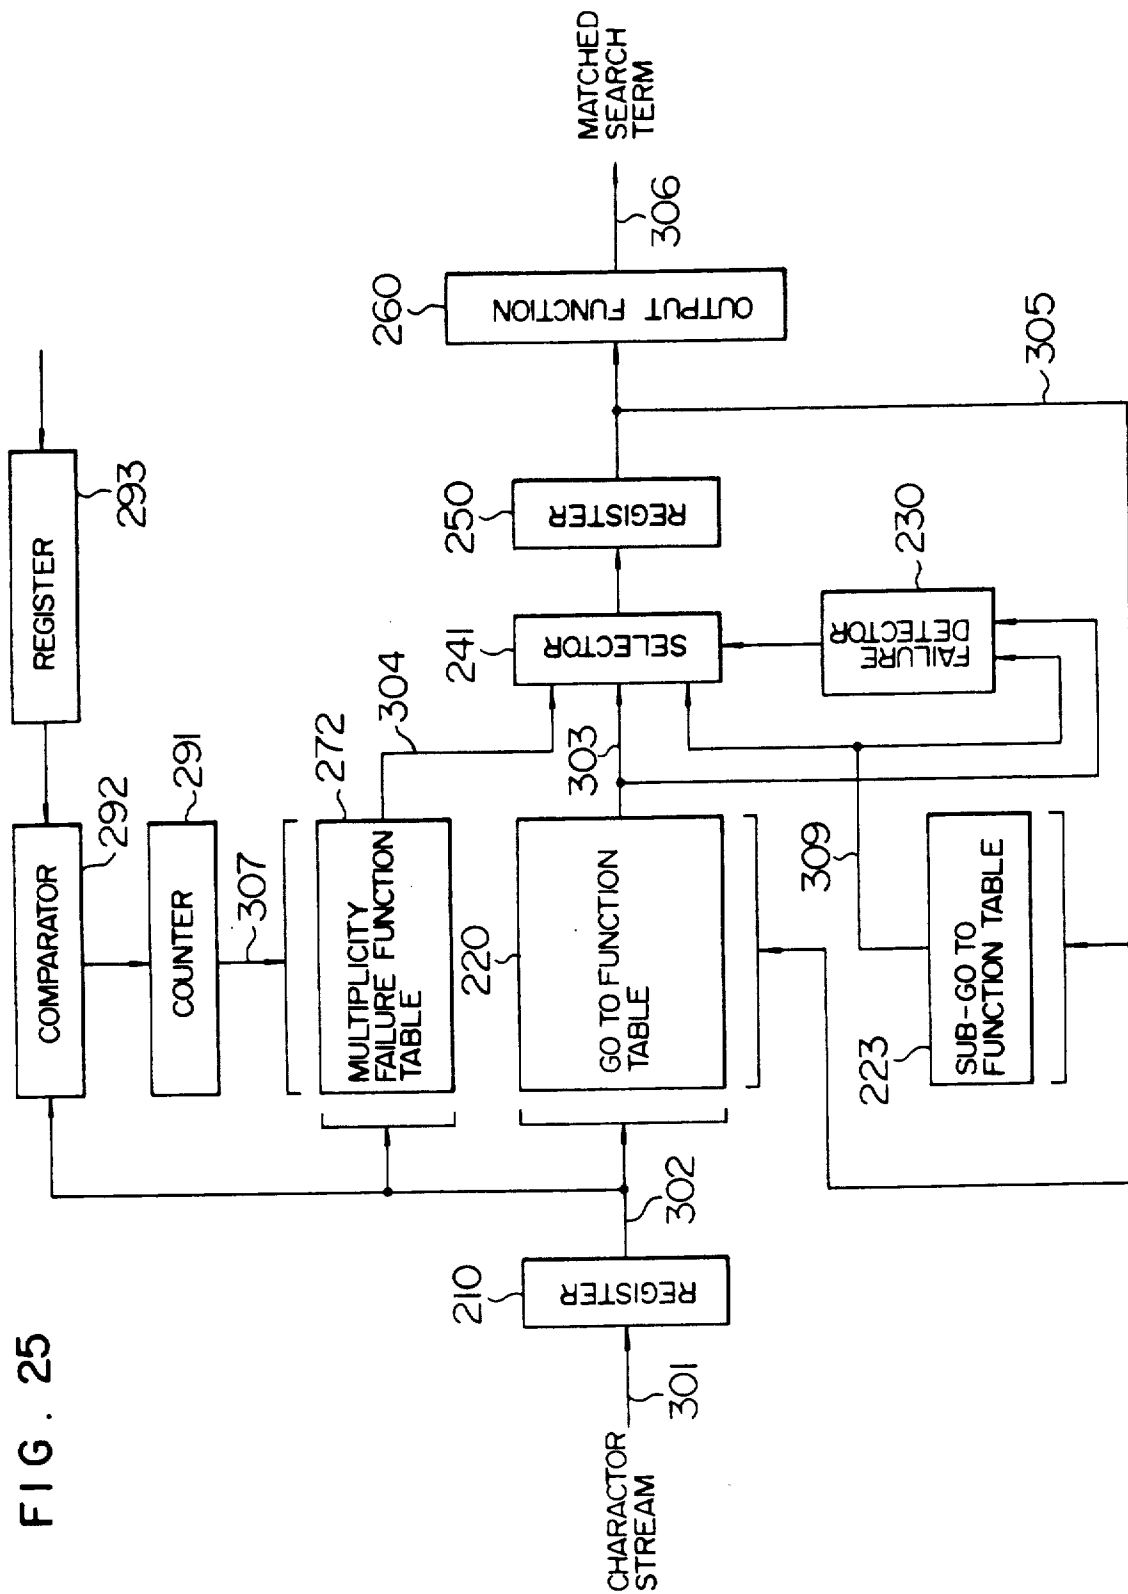 FIG. 25
COMPARATOR
292
REGISTER
293
COUNTER
291
307
MULTIPLICITY
FAILURE FUNCTION
TABLE
272
304
CHARACTOR
STREAM
301
REGISTER
210
302
GO TO FUNCTION
TABLE
220
303
SELECTOR
241
REGISTER
250
OUTPUT FUNCTION
260
306
MATCHED
SEARCH
TERM
FAILURE
DETECTOR
230
309
SUB-GO TO
FUNCTION TABLE
223
305